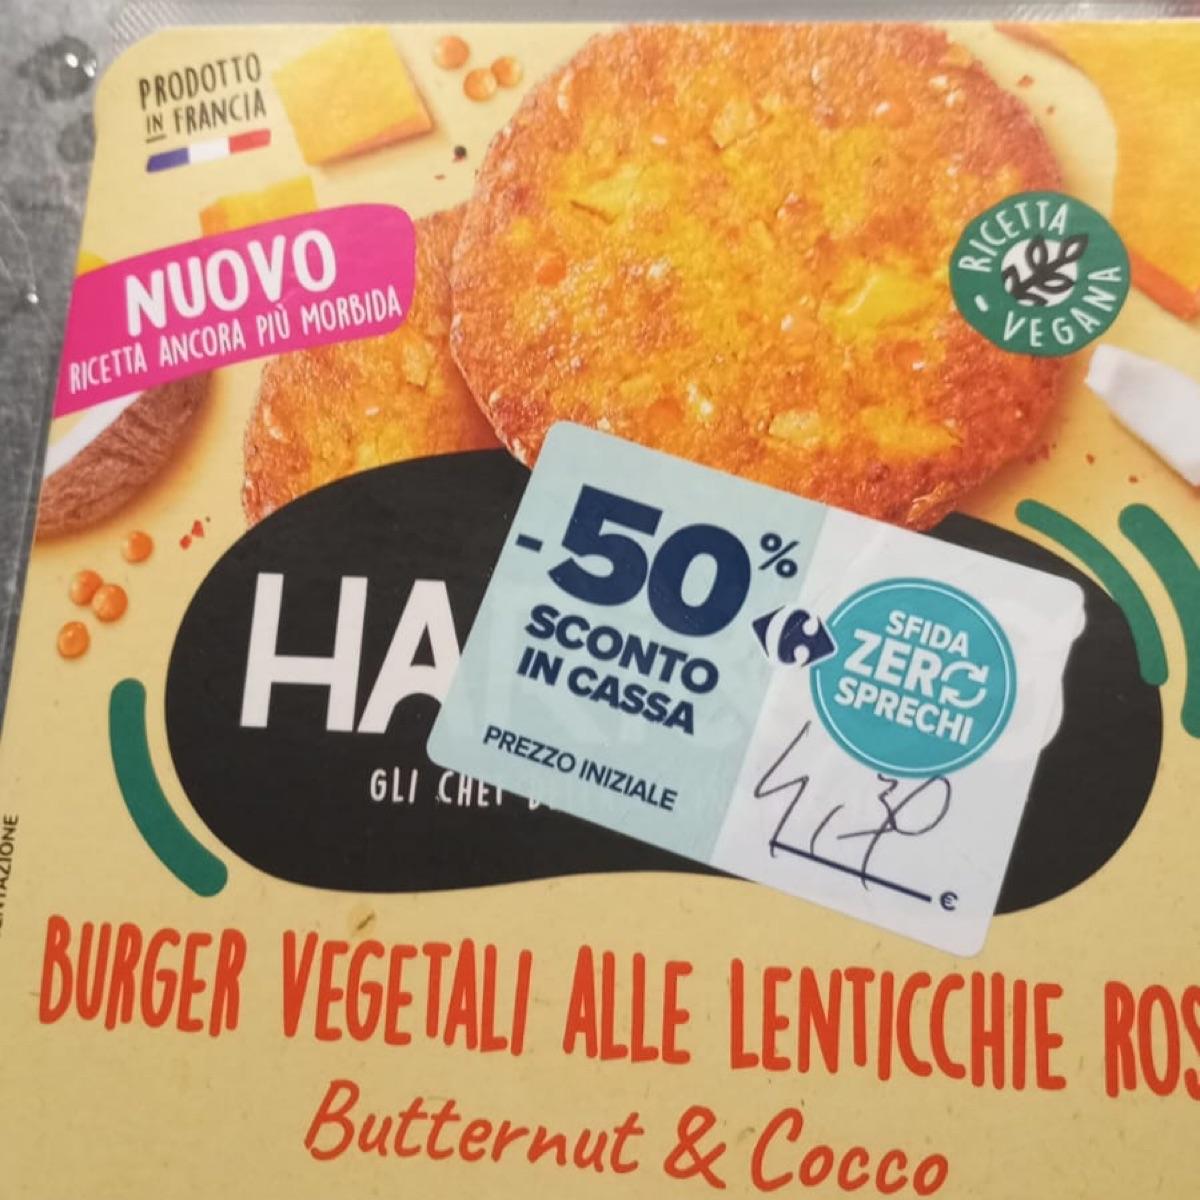 PRODOTTO
IN FRANCIA
NUOVO
RICETTA ANCORA PIÙ MORBIDA
RICETTA
VEGANA
-50%
SCONTO
IN CASSA
PREZZO INIZIALE
SFIDA
ZERO
SPRECHI
4,30
€
HA
GLI CHEF
BURGER VEGETALI ALLE LENTICCHIE ROS
Butternut & Cocco